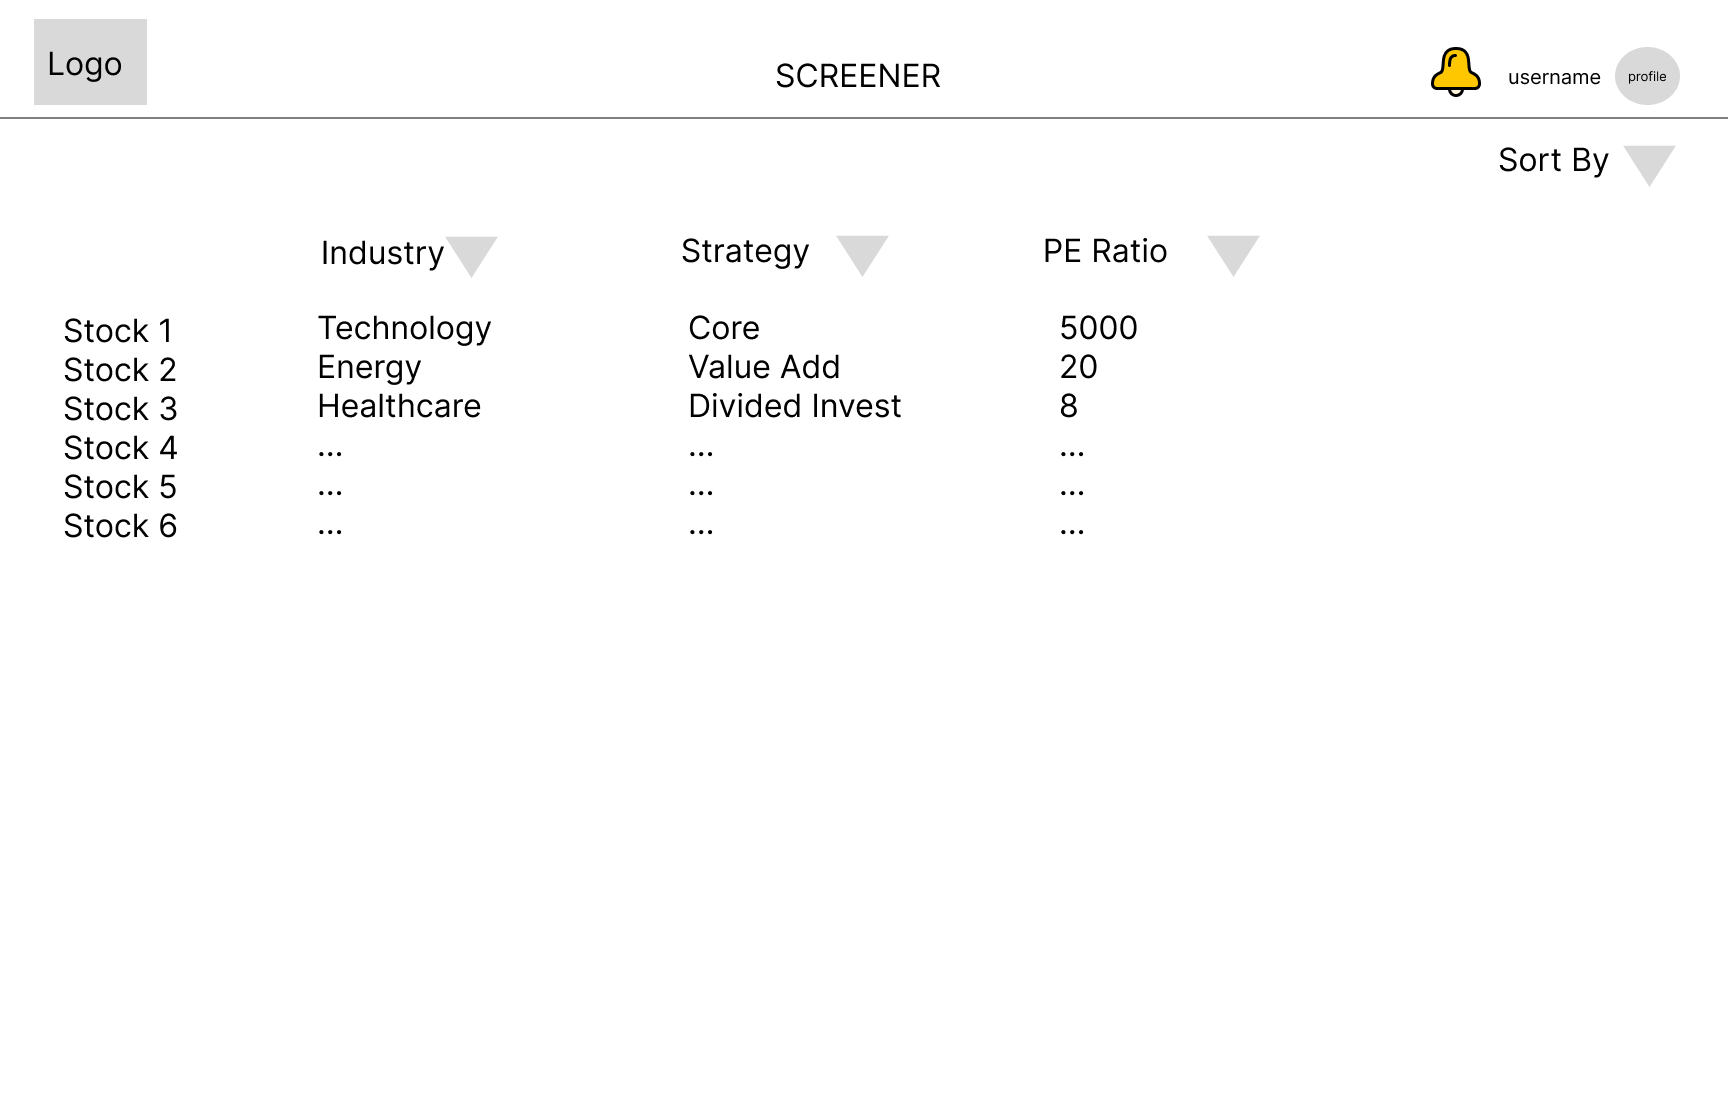 Logo
SCREENER
username
profile
Sort By
Industry
Strategy
PE Ratio
Stock 1 Technology Core 5000
Stock 2 Energy Value Add 20
Stock 3 Healthcare Divided Invest 8
Stock 4 ... ... ...
Stock 5 ... ... ...
Stock 6 ... ... ...